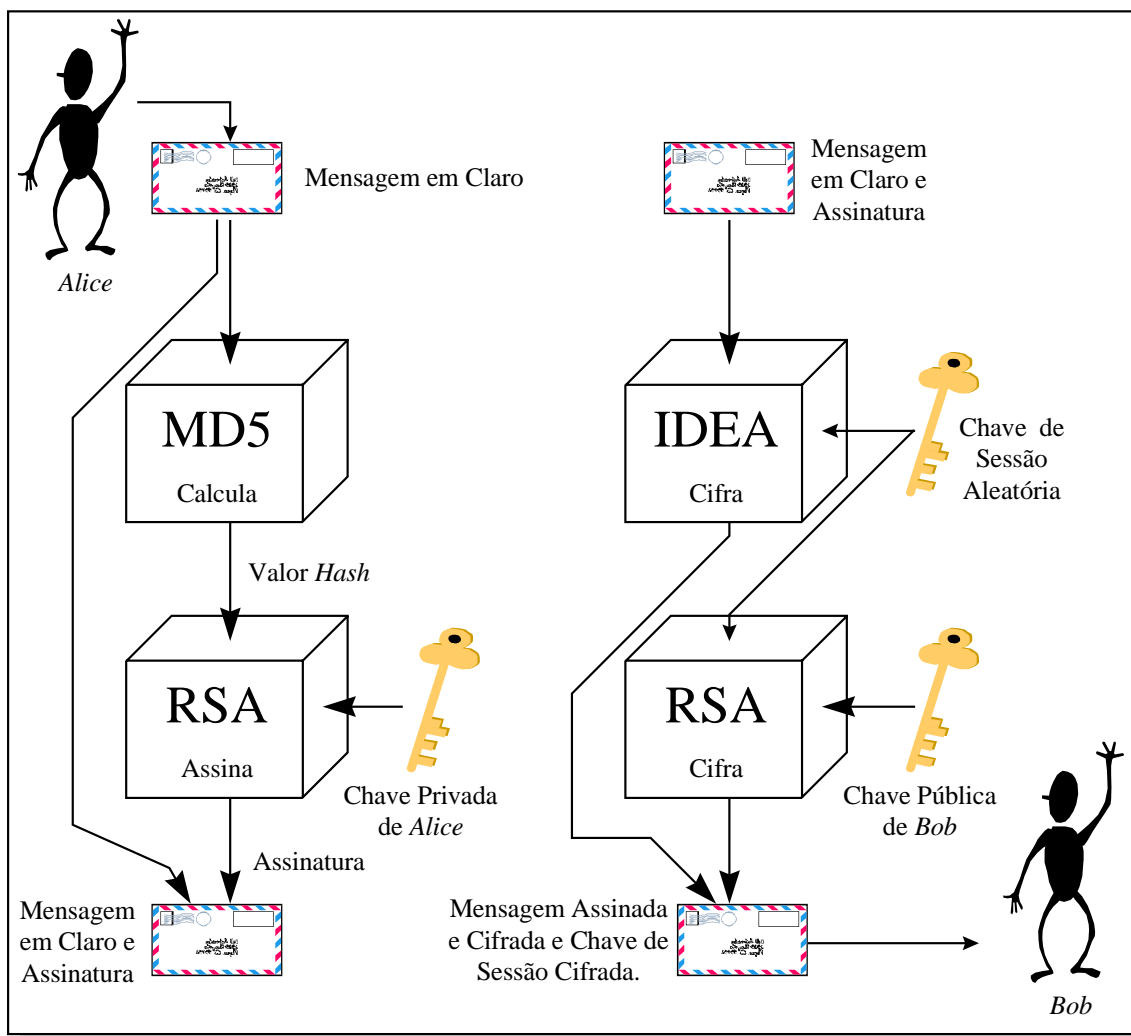 Alice
Mensagem em Claro
MD5
Calcula
Valor Hash
RSA
Assina
Chave Privada
de Alice
Assinatura
Mensagem
em Claro e
Assinatura
Mensagem
em Claro e
Assinatura
IDEA
Cifra
Chave de
Sessão
Aleatória
RSA
Cifra
Chave Pública
de Bob
Mensagem Assinada
e Cifrada e Chave de
Sessão Cifrada.
Bob